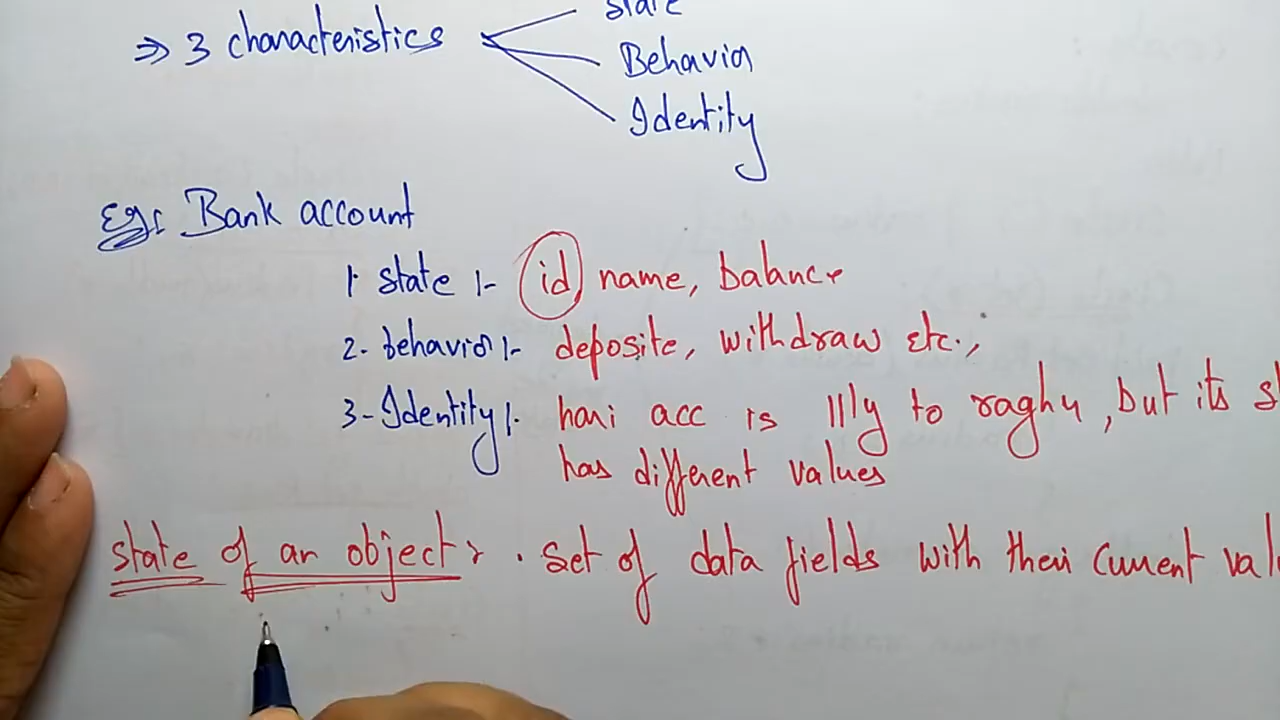 state
⇒ 3 characteristics
Behavior
Identity
Eg: Bank account
1. state :- id, name, balance
2. behavior :- deposite, withdraw etc.,
3. Identity :- hari acc is lllly to raghu, but its
has different values
state of an object :. set of data fields with their current